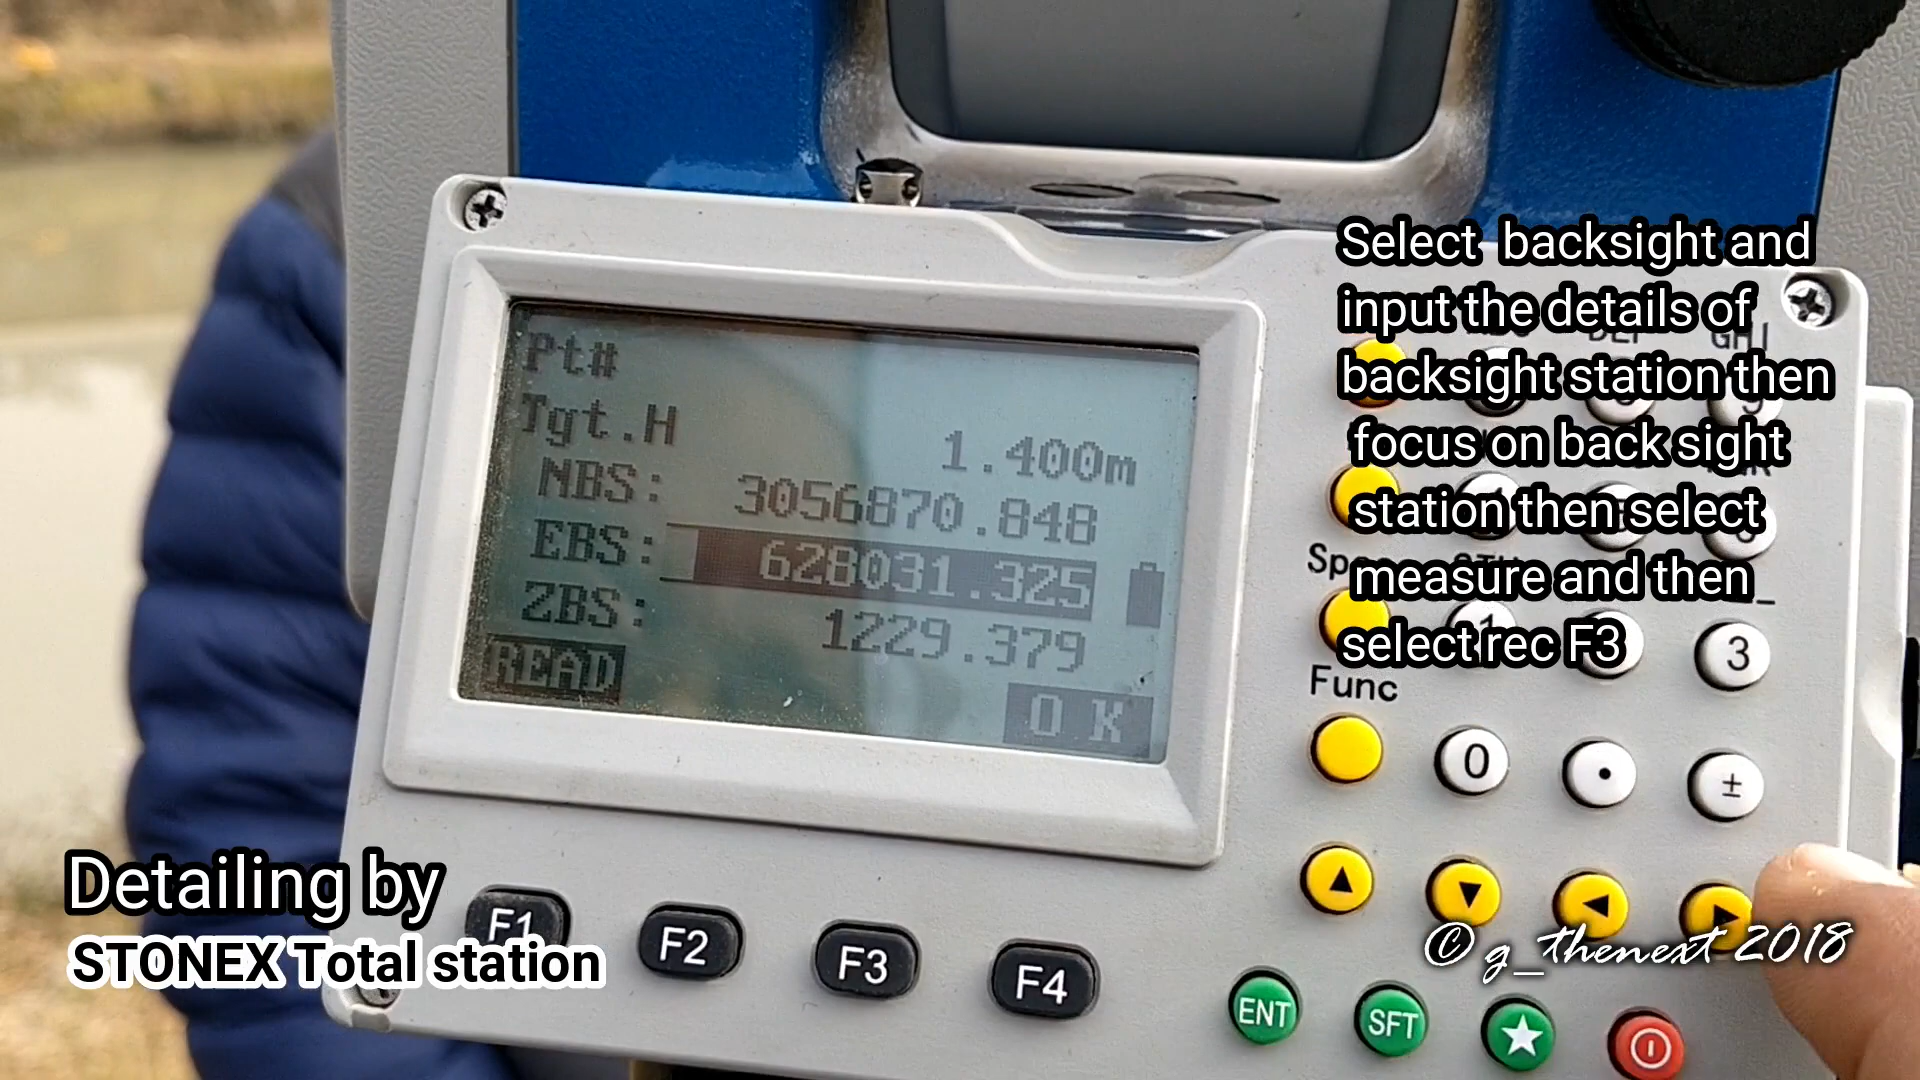 Pt#
Tgt.H 1.400m
NBS: 3056870.848
EBS: 628031.325
ZBS: 1229.379
READ OK
Select backsight and
input the details of
backsight station then
focus on back sight
station then select
measure and then
select rec F3
GHI
3
Func
0 • ±
▲ ▼ ◀ ▶
F1 F2 F3 F4
ENT SFT
Detailing by
STONEX Total station
© g_thenext 2018